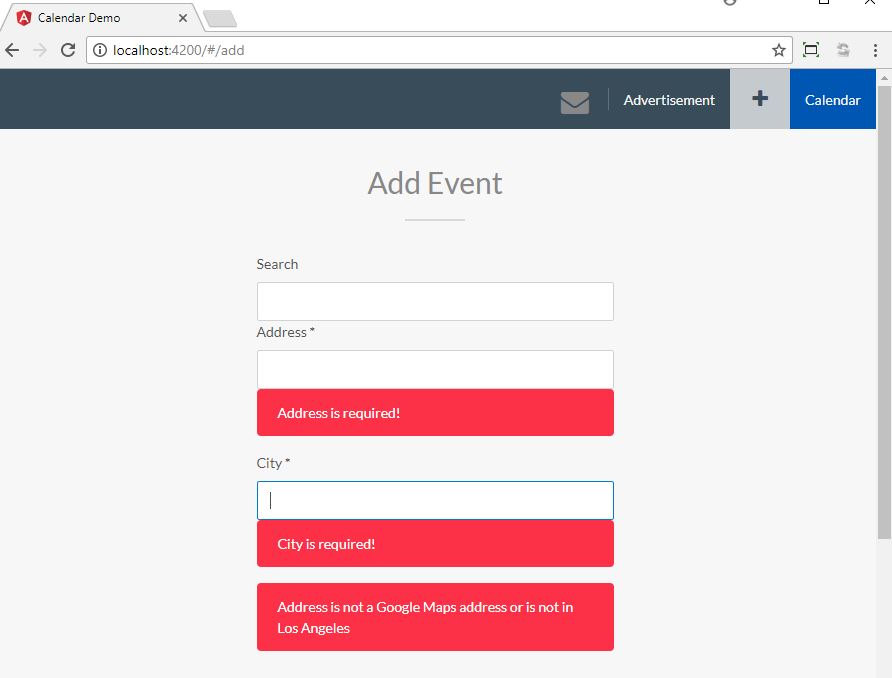 Calendar Demo
localhost:4200/#/add
Advertisement
Calendar
Add Event
Search
Address *
Address is required!
City *
City is required!
Address is not a Google Maps address or is not in
Los Angeles